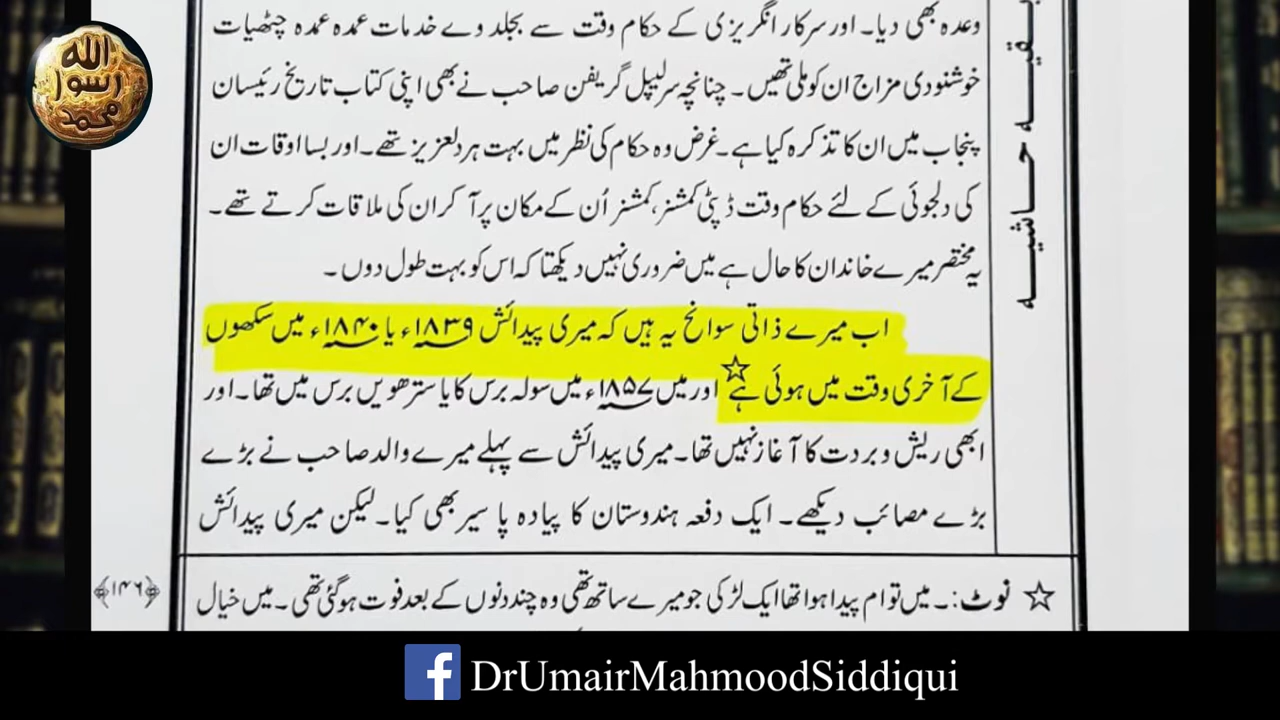 اللہ
رسول
محمد
بقیہ حاشیہ
وعدہ بھی دیا۔ اور سرکار انگریزی کے حکام وقت سے بجلدوے خدمات عمدہ عمدہ چٹھیات
خوشنودی مزاج ان کو ملی تھیں۔ چنانچہ سر لیپل گریفن صاحب نے بھی اپنی کتاب تاریخ رئیسان
پنجاب میں ان کا تذکرہ کیا ہے۔ غرض وہ حکام کی نظر میں بہت ہر دلعزیز تھے۔ اور بسا اوقات ان
کی دلجوئی کے لئے حکام وقت ڈپٹی کمشنر، کمشنر اُن کے مکان پر آ کر ان کی ملاقات کرتے تھے۔
یہ مختصر میرے خاندان کا حال ہے میں ضروری نہیں دیکھتا کہ اس کو بہت طول دوں۔
اب میرے ذاتی سوانح یہ ہیں کہ میری پیدائش ۱۸۳۹ء یا ۱۸۴۰ء میں سکھوں
کے آخری وقت میں ہوئی ہے☆ اور میں ۱۸۵۷ء میں سولہ برس کا یا سترھویں برس میں تھا۔ اور
ابھی ریش و بردت کا آغاز نہیں تھا۔ میری پیدائش سے پہلے میرے والد صاحب نے بڑے
بڑے مصائب دیکھے۔ ایک دفعہ ہندوستان کا پیادہ پا سیر بھی کیا۔ لیکن میری پیدائش
☆ نوٹ:۔ میں توام پیدا ہوا تھا ایک لڑکی جو میرے ساتھ تھی وہ چند دنوں کے بعد فوت ہو گئی تھی۔ میں خیال
﴿۱۴۶﴾
DrUmairMahmoodSiddiqui